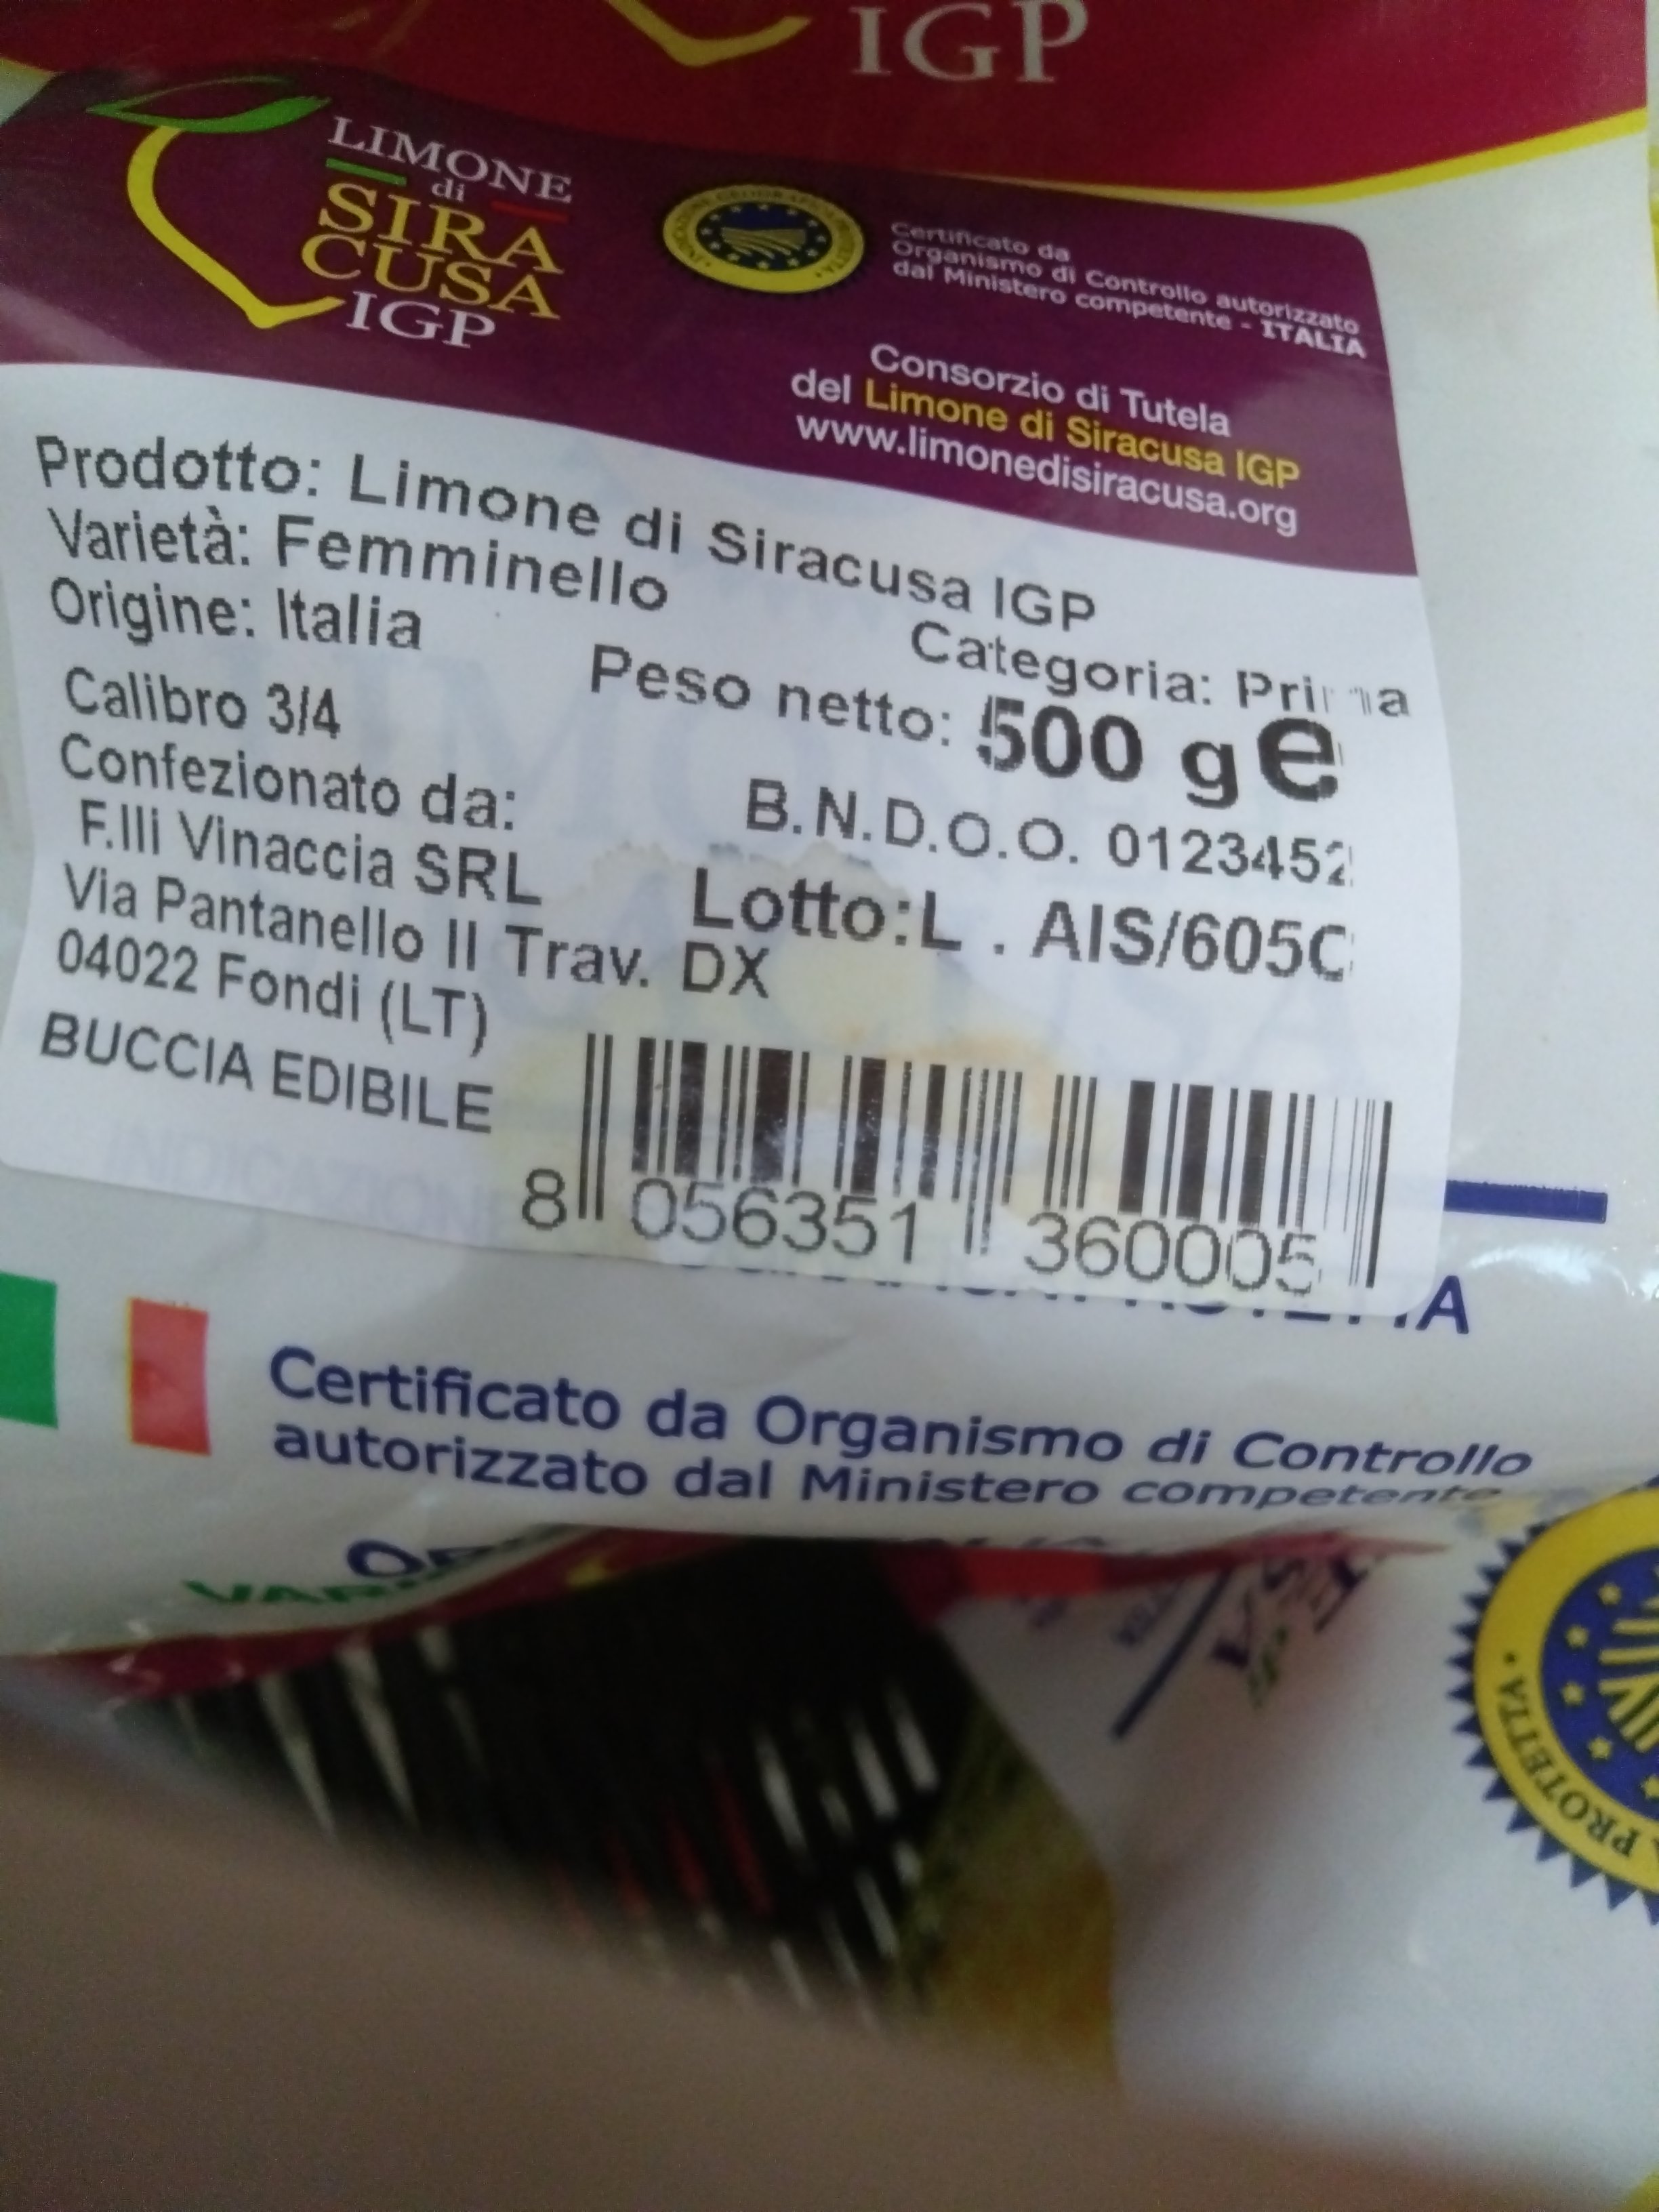 IGP
LIMONE
di
SIRA
CUSA
IGP
Certificato da
Organismo di Controllo autorizzato
dal Ministero competente - ITALIA
Consorzio di Tutela
del Limone di Siracusa IGP
www.limonedisiracusa.org
Prodotto: Limone di Siracusa IGP
Varietà: Femminello
Categoria: Prima
Origine: Italia
Peso netto: 500 g e
Calibro 3/4
Confezionato da:
B.N.D.O.O. 0123452
F.lli Vinaccia SRL
Lotto:L . AIS/605C
Via Pantanello II Trav. DX
04022 Fondi (LT)
BUCCIA EDIBILE
8 056351 360005
Certificato da Organismo di Controllo
autorizzato dal Ministero competente
PROTETTA